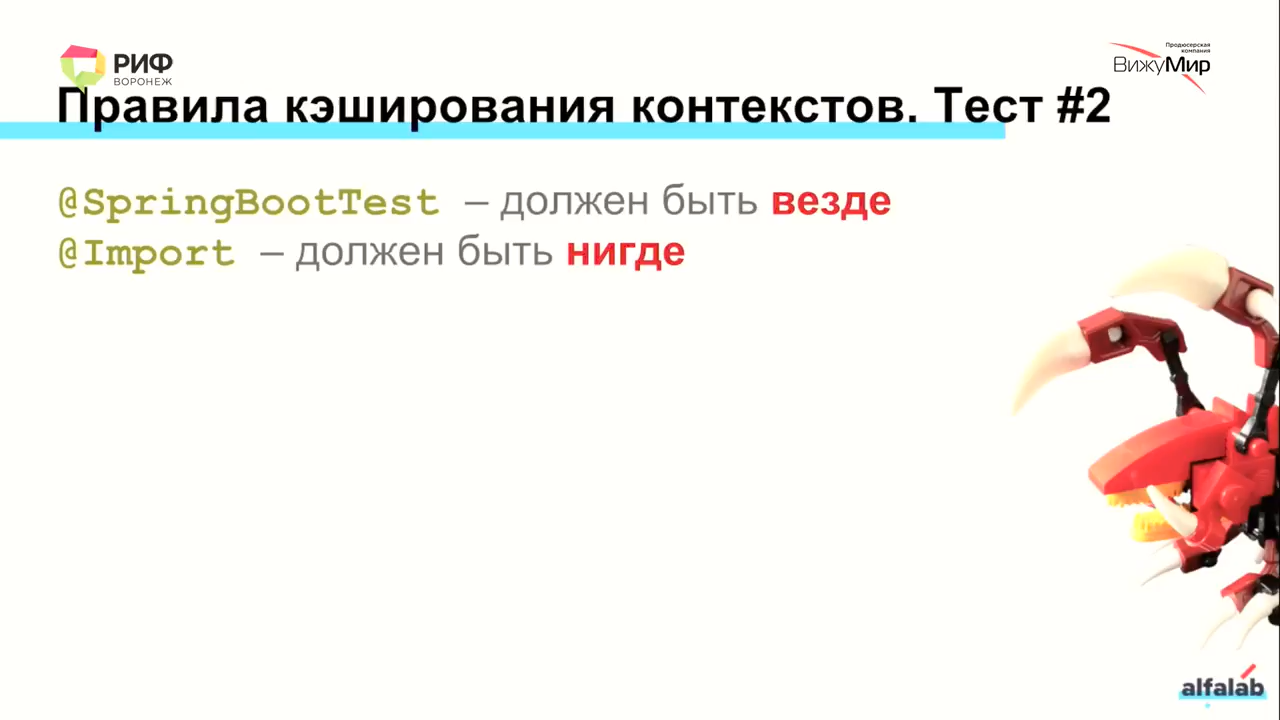 РИФ
ВОРОНЕЖ
Продюсерская
компания
ВижуМир
Правила кэширования контекстов. Тест #2
@SpringBootTest – должен быть везде
@Import – должен быть нигде
alfalab